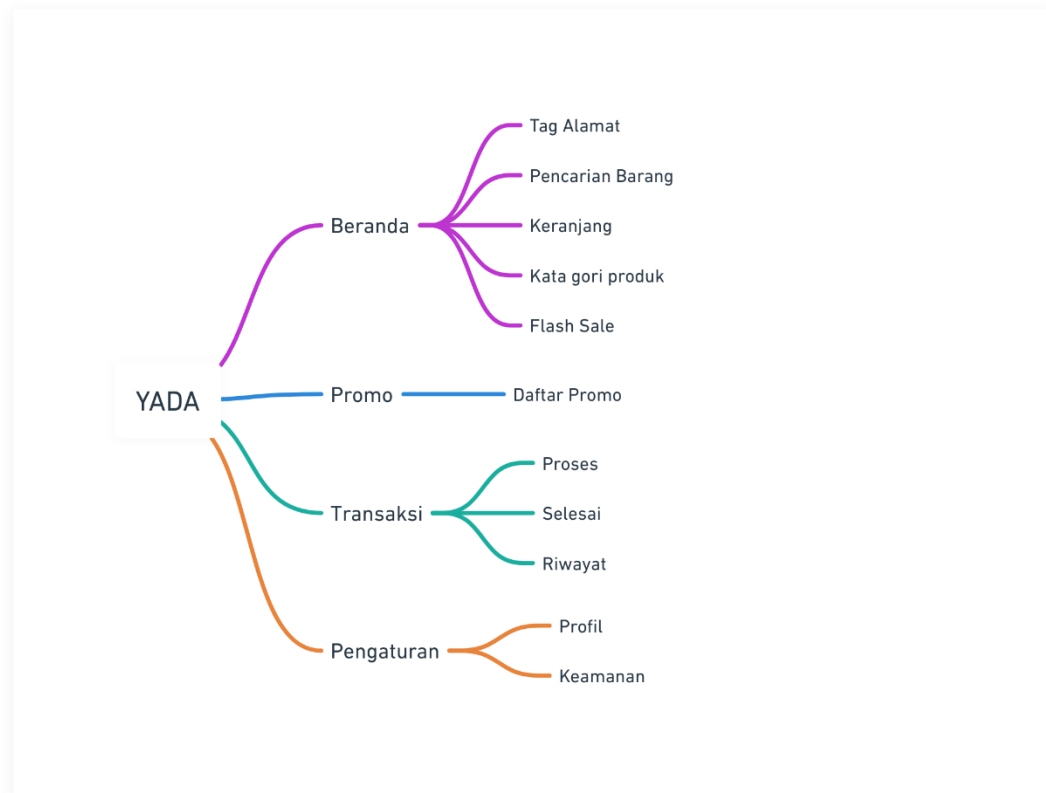 YADA
Beranda
Tag Alamat
Pencarian Barang
Keranjang
Kata gori produk
Flash Sale
Promo
Daftar Promo
Transaksi
Proses
Selesai
Riwayat
Pengaturan
Profil
Keamanan